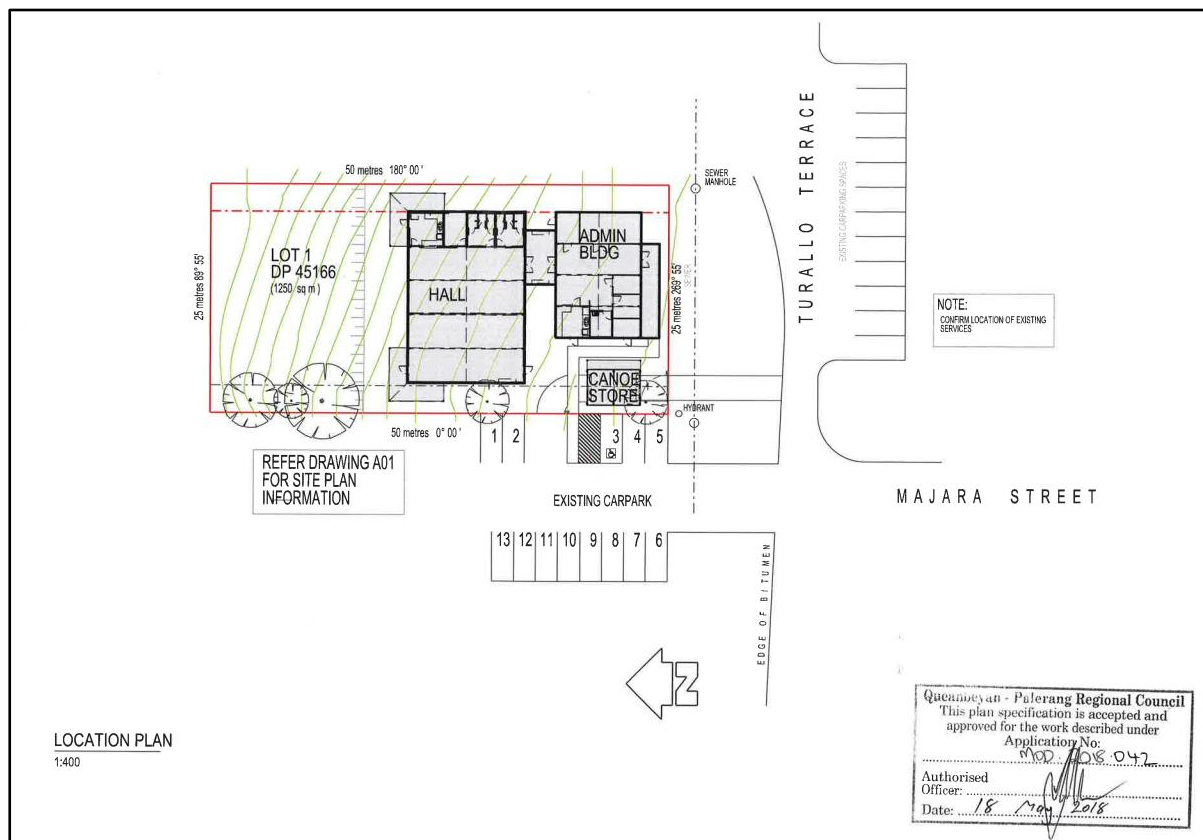 50 metres 180° 00'
SEWER
MANHOLE
TURALLO TERRACE
EXISTING CARPARKING SPACES
LOT 1
DP 45166
(1250 sq m)
25 metres 89° 55'
HALL
ADMIN
BLDG
25 metres 269° 55'
SEWER
NOTE:
CONFIRM LOCATION OF EXISTING
SERVICES
CANOE
STORE
HYDRANT
50 metres 0° 00'
1 2 3 4 5
REFER DRAWING A01
FOR SITE PLAN
INFORMATION
EXISTING CARPARK
MAJARA STREET
13 12 11 10 9 8 7 6
EDGE OF BITUMEN
N
LOCATION PLAN
1:400
Queanbeyan - Palerang Regional Council
This plan specification is accepted and
approved for the work described under
Application No:
MOD. 2018.042
Authorised
Officer:
Date: 18 May 2018